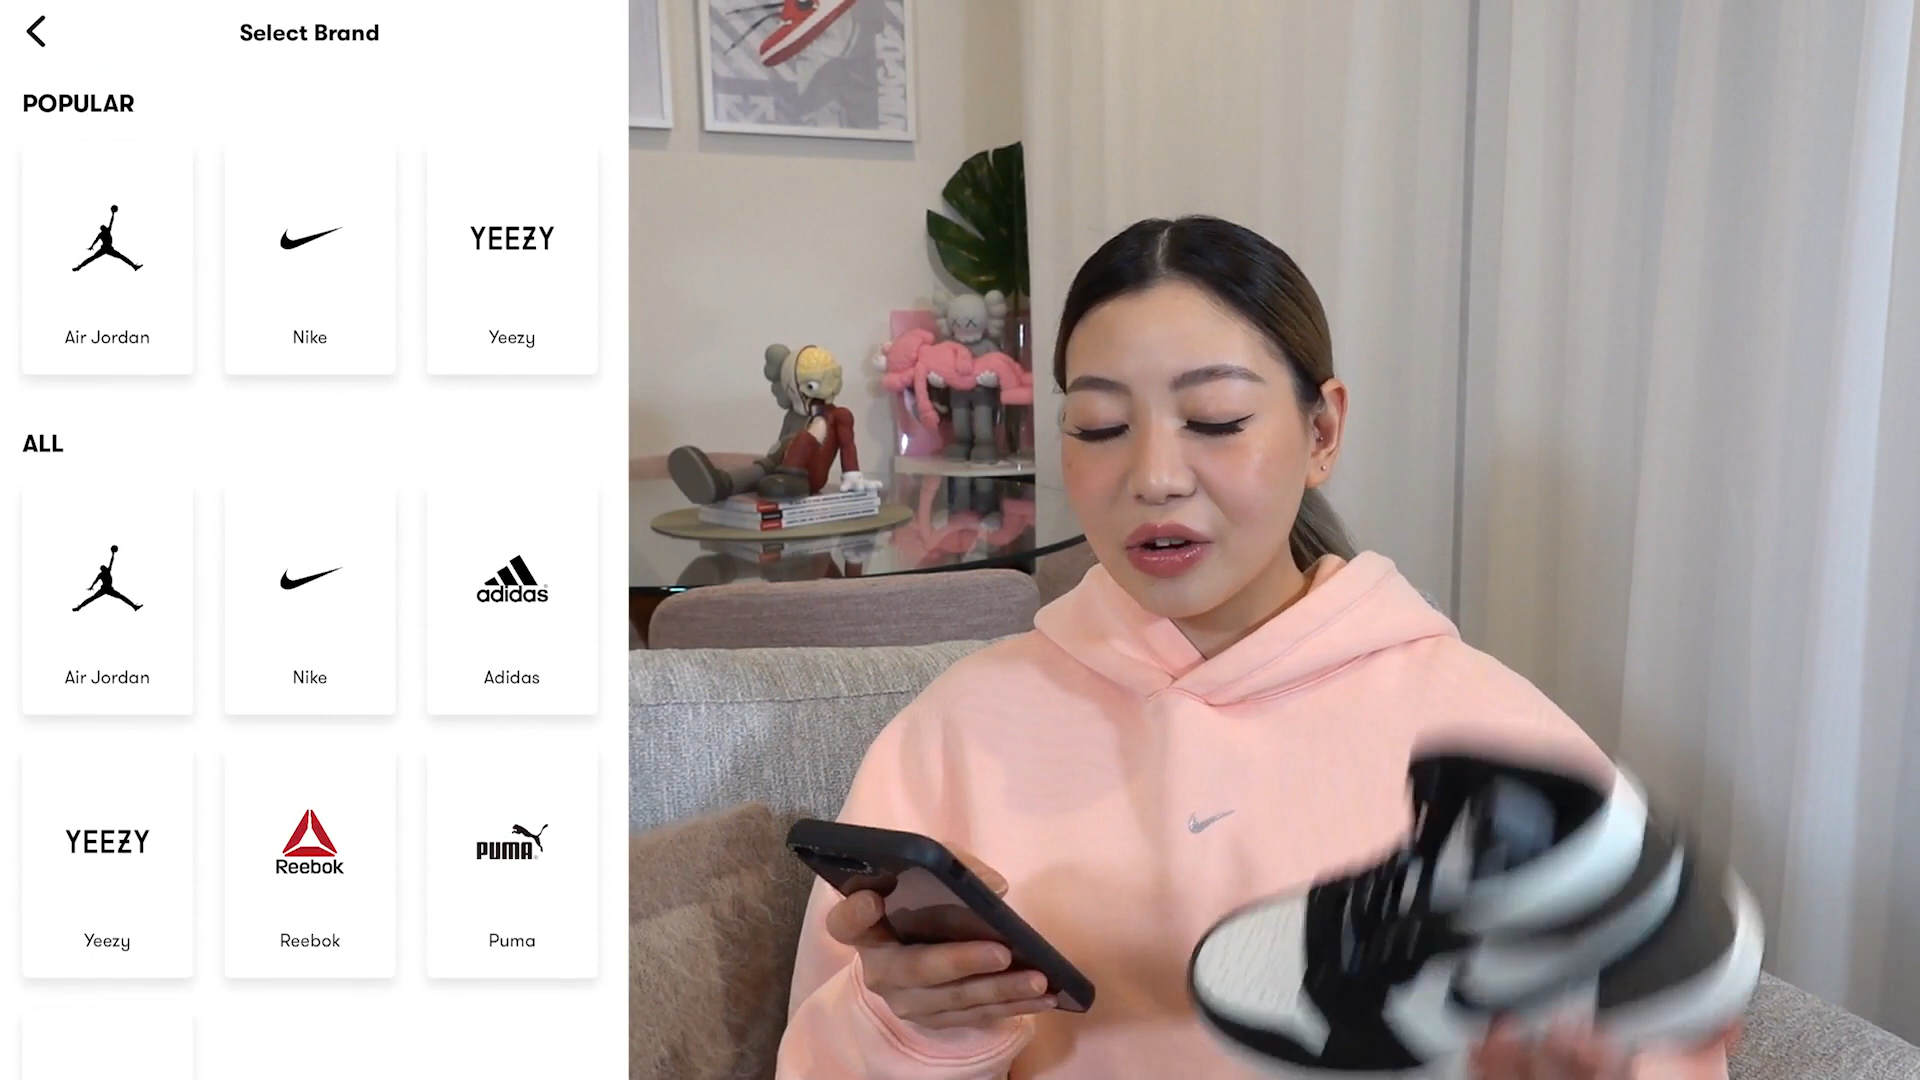 Select Brand
POPULAR
YEEZY
Air Jordan
Nike
Yeezy
ALL
adidas
Air Jordan
Nike
Adidas
YEEZY
Reebok
PUMA
Yeezy
Reebok
Puma